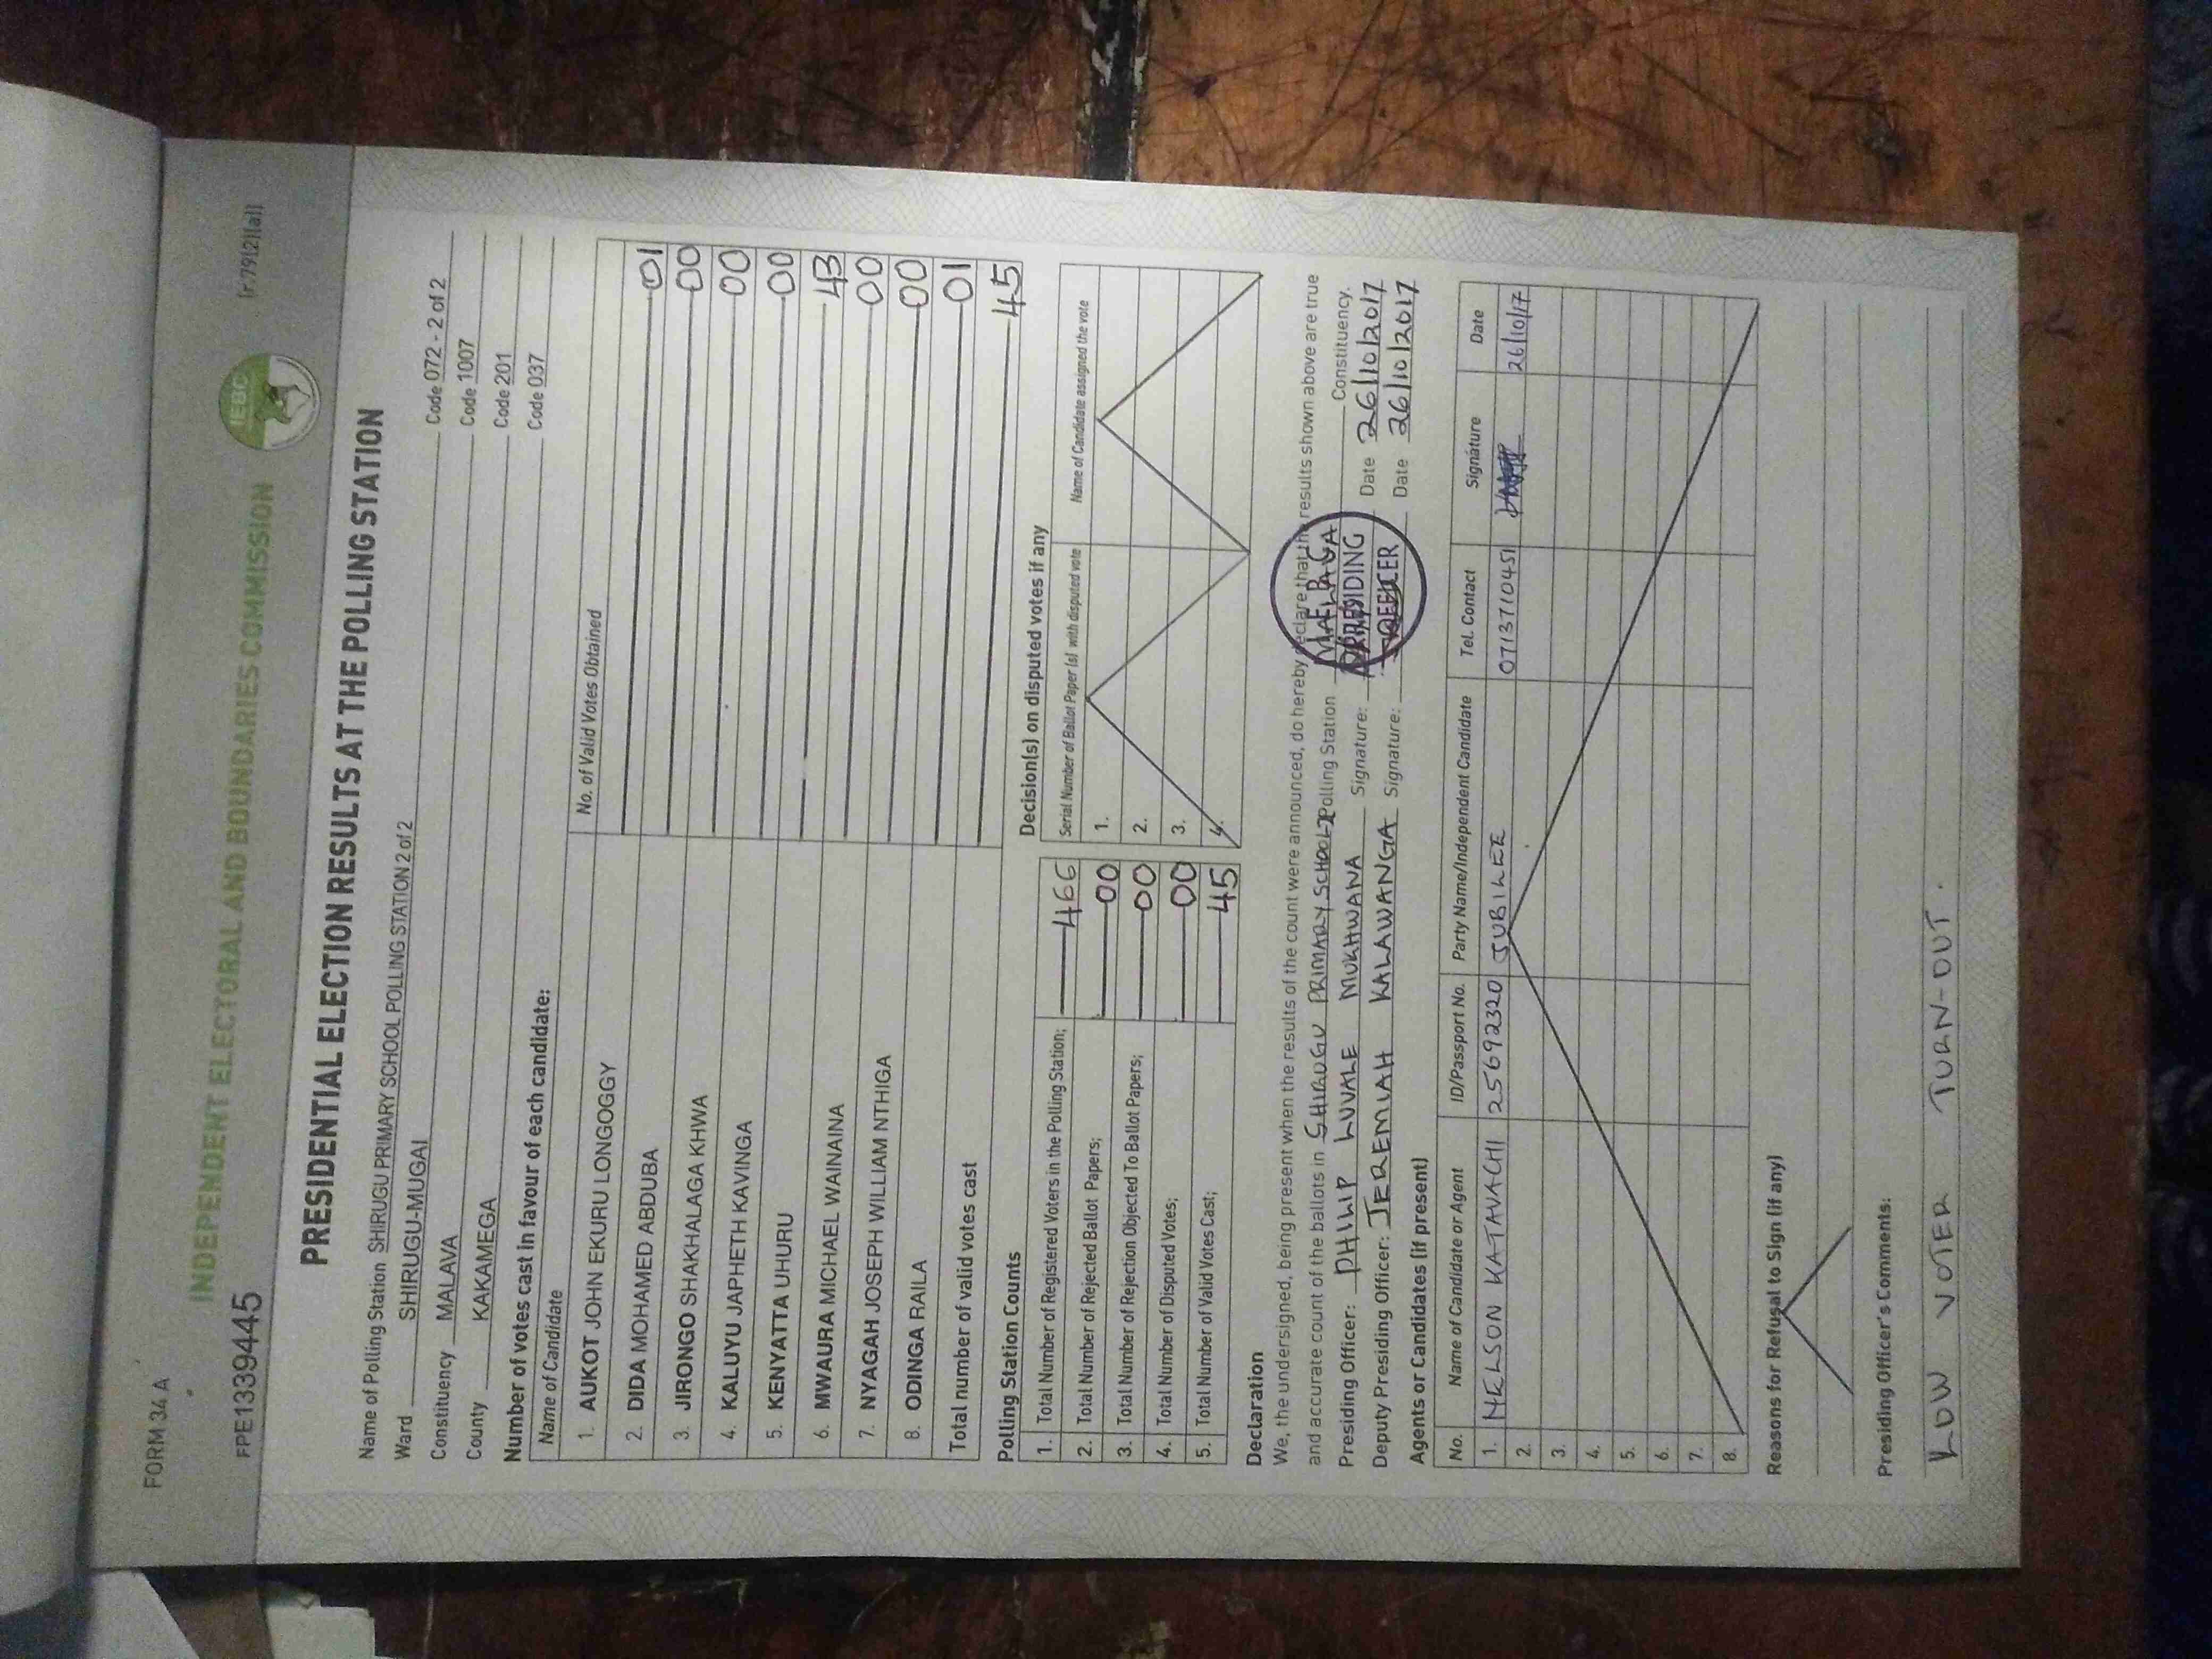 FORM 34 A
INDEPENDENT ELECTORAL AND BOUNDARIES COMMISSION
IEBC
(r.79(2)(a))
FPE1339445
PRESIDENTIAL ELECTION RESULTS AT THE POLLING STATION
Name of Polling Station SHIRUGU PRIMARY SCHOOL POLLING STATION 2 of 2 Code 072 - 2 of 2
Ward SHIRUGU-MUGAI Code 1007
Constituency MALAVA Code 201
County KAKAMEGA Code 037
Number of votes cast in favour of each candidate:
Name of Candidate No. of Valid Votes Obtained
1. AUKOT JOHN EKURU LONGOGGY 01
2. DIDA MOHAMED ABDUBA 00
3. JIRONGO SHAKHALAGA KHWA 00
4. KALUYU JAPHETH KAVINGA 00
5. KENYATTA UHURU 43
6. MWAURA MICHAEL WAINAINA 00
7. NYAGAH JOSEPH WILLIAM NTHIGA 00
8. ODINGA RAILA 01
Total number of valid votes cast 45
Polling Station Counts
1. Total Number of Registered Voters in the Polling Station; 466
2. Total Number of Rejected Ballot Papers; 00
3. Total Number of Rejection Objected To Ballot Papers; 00
4. Total Number of Disputed Votes; 00
5. Total Number of Valid Votes Cast; 45
Decision(s) on disputed votes if any
Serial Number of Ballot Paper (s) with disputed vote Name of Candidate assigned the vote
1.
2.
3.
4.
Declaration
We, the undersigned, being present when the results of the count were announced, do hereby declare that the results shown above are true
and accurate count of the ballots in SHIRUGU PRIMARY SCHOOL-2 Polling Station MALAVA Constituency.
Presiding Officer: PHILIP LUVALE MUKHWANA Signature: Date 26/10/2017
Deputy Presiding Officer: JEREMIAH KALAWANGA Signature: Date 26/10/2017
IEBC
PRESIDING
OFFICER
Agents or Candidates (if present)
No. Name of Candidate or Agent ID/Passport No. Party Name/Independent Candidate Tel. Contact Signature Date
1. NELSON KATAVACHI 25692320 JUBILEE 0713710451 26/10/17
2.
3.
4.
5.
6.
7.
8.
Reasons for Refusal to Sign (if any)
Presiding Officer's Comments:
LOW VOTER TURN-OUT.